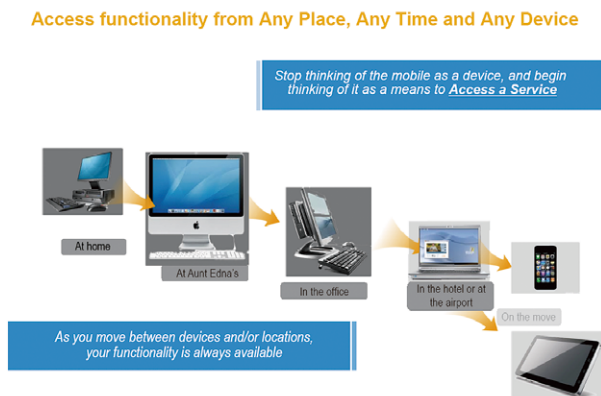 Access functionality from Any Place, Any Time and Any Device
Stop thinking of the mobile as a device, and begin
thinking of it as a means to Access a Service
At home
At Aunt Edna's
In the office
In the hotel or at
the airport
On the move
As you move between devices and/or locations,
your functionality is always available